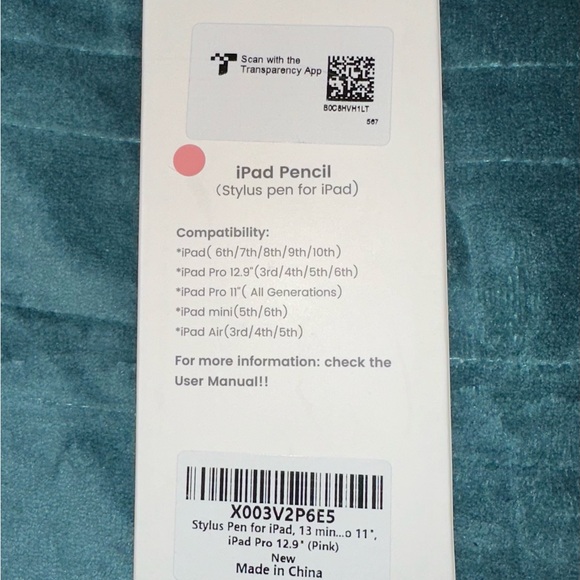 Scan with the
Transparency App
B0C8HVH1LT
567
iPad Pencil
(Stylus pen for iPad)
Compatibility:
*iPad( 6th/7th/8th/9th/10th)
*iPad Pro 12.9"(3rd/4th/5th/6th)
*iPad Pro 11"( All Generations)
*iPad mini(5th/6th)
*iPad Air(3rd/4th/5th)
For more information: check the
User Manual!!
X003V2P6E5
Stylus Pen for iPad, 13 min...o 11",
iPad Pro 12.9" (Pink)
New
Made in China